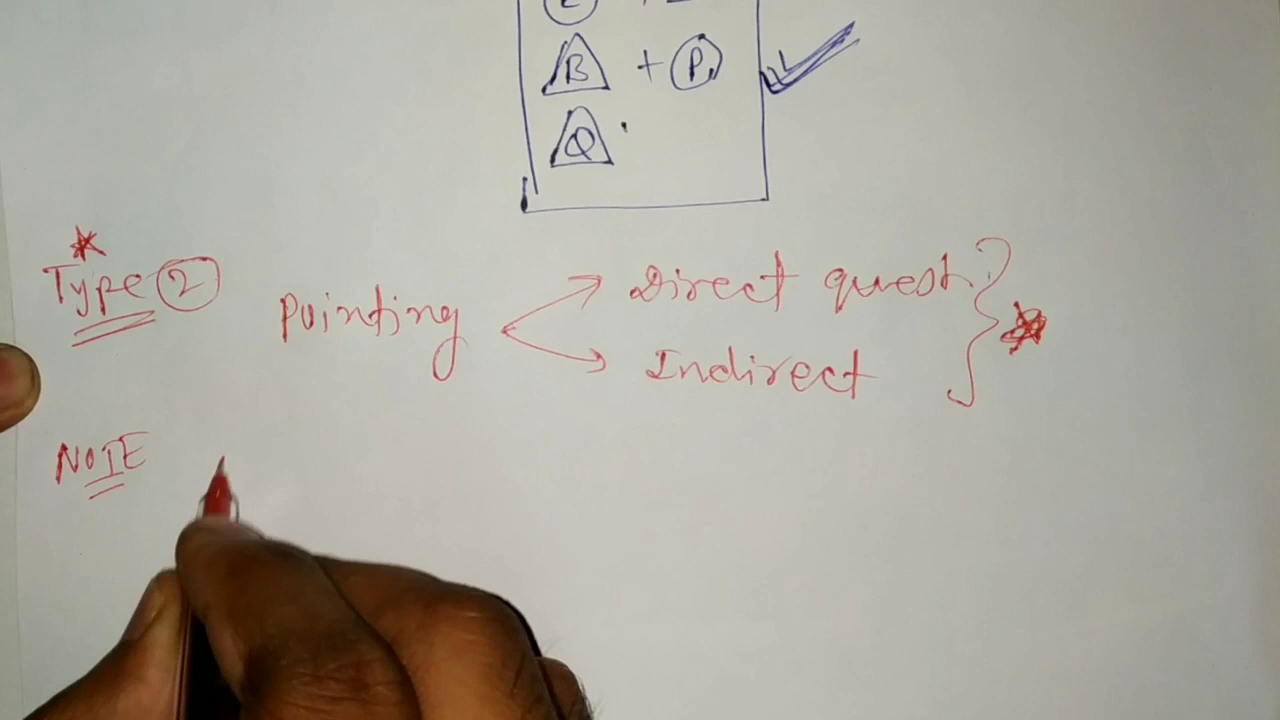 B + P
Q
Type 2
Pointing
Direct quest?
Indirect
NOTE